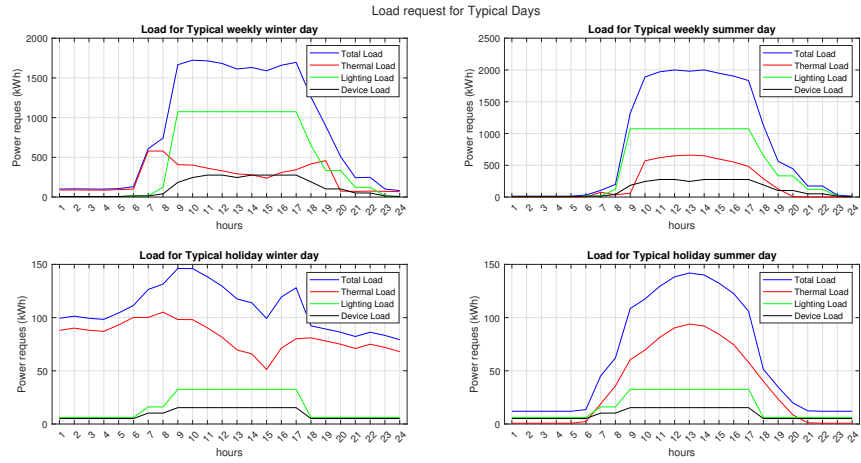 Load request for Typical Days
Load for Typical weekly winter day
Power reques (kWh)
2000
1500
1000
500
0
Total Load
Thermal Load
Lighting Load
Device Load
1 2 3 4 5 6 7 8 9 10 11 12 13 14 15 16 17 18 19 20 21 22 23 24
hours
Load for Typical weekly summer day
Power reques (kWh)
2500
2000
1500
1000
500
0
Total Load
Thermal Load
Lighting Load
Device Load
1 2 3 4 5 6 7 8 9 10 11 12 13 14 15 16 17 18 19 20 21 22 23 24
hours
Load for Typical holiday winter day
Power reques (kWh)
150
100
50
0
Total Load
Thermal Load
Lighting Load
Device Load
1 2 3 4 5 6 7 8 9 10 11 12 13 14 15 16 17 18 19 20 21 22 23 24
hours
Load for Typical holiday summer day
Power reques (kWh)
150
100
50
0
Total Load
Thermal Load
Lighting Load
Device Load
1 2 3 4 5 6 7 8 9 10 11 12 13 14 15 16 17 18 19 20 21 22 23 24
hours